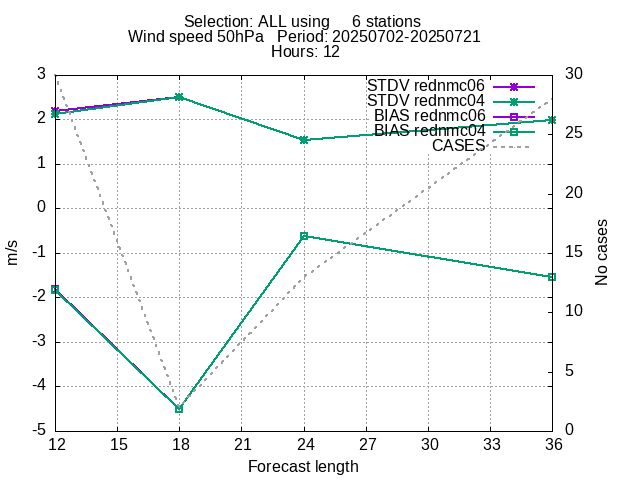 Selection: ALL using     6 stations
Wind speed 50hPa   Period: 20250702-20250721
Hours: 12
3 30
STDV rednmc06
STDV rednmc04
BIAS rednmc06
BIAS rednmc04
CASES
2 25
1 20
0
-1 15
-2 10
-3
-4 5
-5 0
m/s
No cases
12 15 18 21 24 27 30 33 36
Forecast length